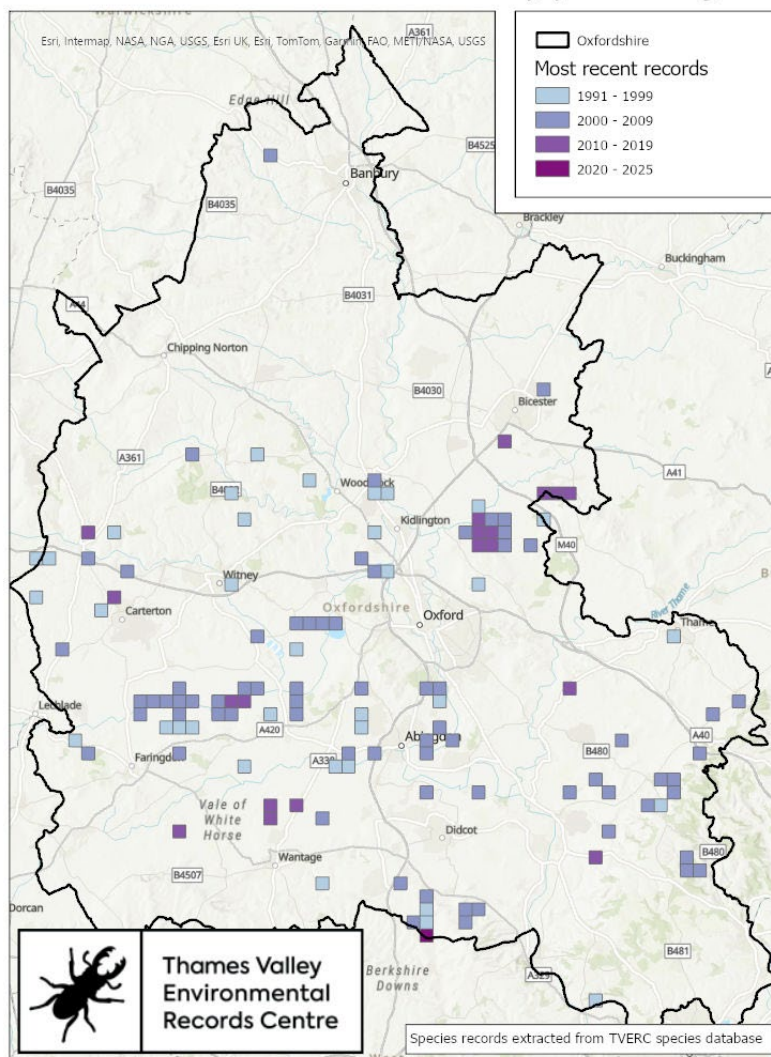 Esri, Intermap, NASA, NGA, USGS, Esri UK, Esri, TomTom, Garmin, FAO, METI/NASA, USGS
A361
Oxfordshire
Most recent records
1991 - 1999
2000 - 2009
2010 - 2019
2020 - 2025
Edge Hill
B4525
Banbury
B4035
B4035
Brackley
Buckingham
A44
B4031
Chipping Norton
B4030
Bicester
A361
A41
Woodstock
Kidlington
M40
Witney
Oxfordshire
River Thame
Carterton
Oxford
Thame
Lechlade
A420
Abingdon
B480
A40
Faringdon
A338
Vale of
White
Horse
Didcot
Wantage
B480
B4507
Dorcan
B481
Thames Valley
Environmental
Records Centre
Berkshire
Downs
A329
Species records extracted from TVERC species database